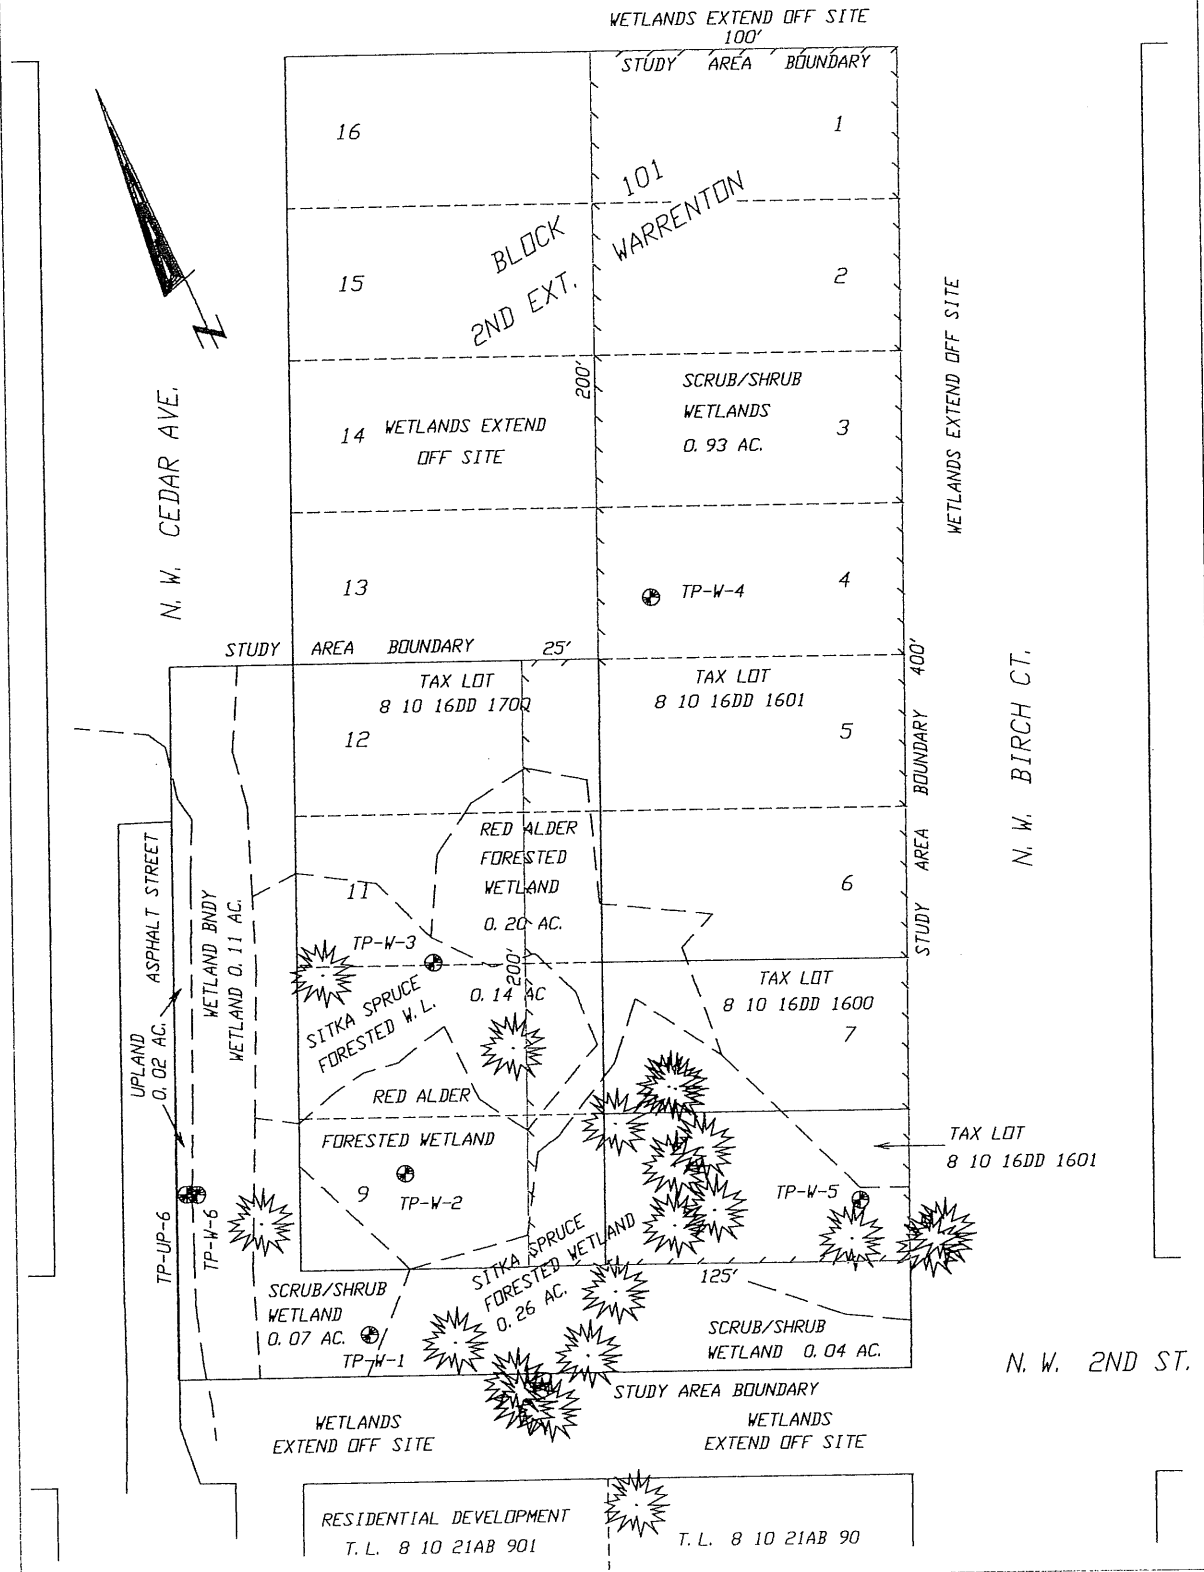 WETLANDS EXTEND OFF SITE
100'
STUDY AREA BOUNDARY
16
1
101
BLOCK
WARRENTON
2ND EXT.
15
2
N
200'
N. W. CEDAR AVE.
WETLANDS EXTEND OFF SITE
SCRUB/SHRUB
WETLANDS
0.93 AC.
14
WETLANDS EXTEND
OFF SITE
3
13
TP-W-4
4
STUDY AREA BOUNDARY
25'
TAX LOT
8 10 16DD 1700
TAX LOT
8 10 16DD 1601
STUDY AREA BOUNDARY 400'
N. W. BIRCH CT.
12
5
RED ALDER
FORESTED
WETLAND
0.20 AC.
ASPHALT STREET
WETLAND BNDY
WETLAND 0.11 AC.
11
6
TP-W-3
200'
0.14 AC
SITKA SPRUCE
FORESTED W.L.
TAX LOT
8 10 16DD 1600
7
UPLAND
0.02 AC.
RED ALDER
FORESTED WETLAND
TAX LOT
8 10 16DD 1601
9
TP-W-2
TP-W-5
TP-UP-6
TP-W-6
SITKA SPRUCE
FORESTED WETLAND
0.26 AC.
125'
SCRUB/SHRUB
WETLAND
0.07 AC.
TP-W-1
SCRUB/SHRUB
WETLAND 0.04 AC.
N. W. 2ND ST.
STUDY AREA BOUNDARY
WETLANDS
EXTEND OFF SITE
WETLANDS
EXTEND OFF SITE
RESIDENTIAL DEVELOPMENT
T.L. 8 10 21AB 901
T.L. 8 10 21AB 90